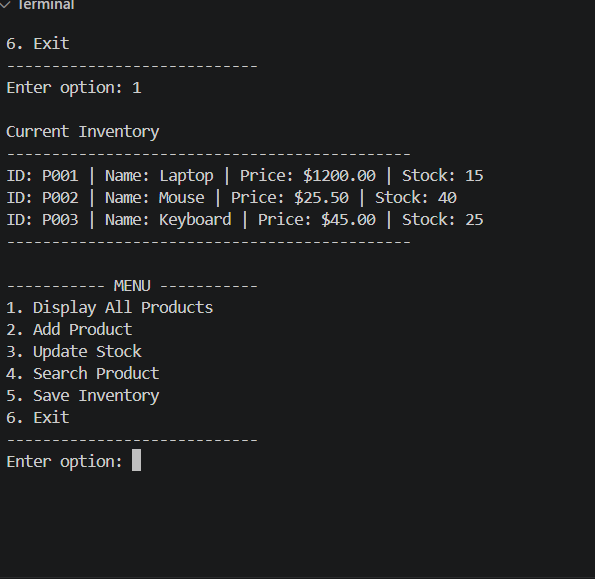 Terminal
6. Exit
----------------------------
Enter option: 1
Current Inventory
---------------------------------------------
ID: P001 | Name: Laptop | Price: $1200.00 | Stock: 15
ID: P002 | Name: Mouse | Price: $25.50 | Stock: 40
ID: P003 | Name: Keyboard | Price: $45.00 | Stock: 25
---------------------------------------------
----------- MENU -----------
1. Display All Products
2. Add Product
3. Update Stock
4. Search Product
5. Save Inventory
6. Exit
----------------------------
Enter option: